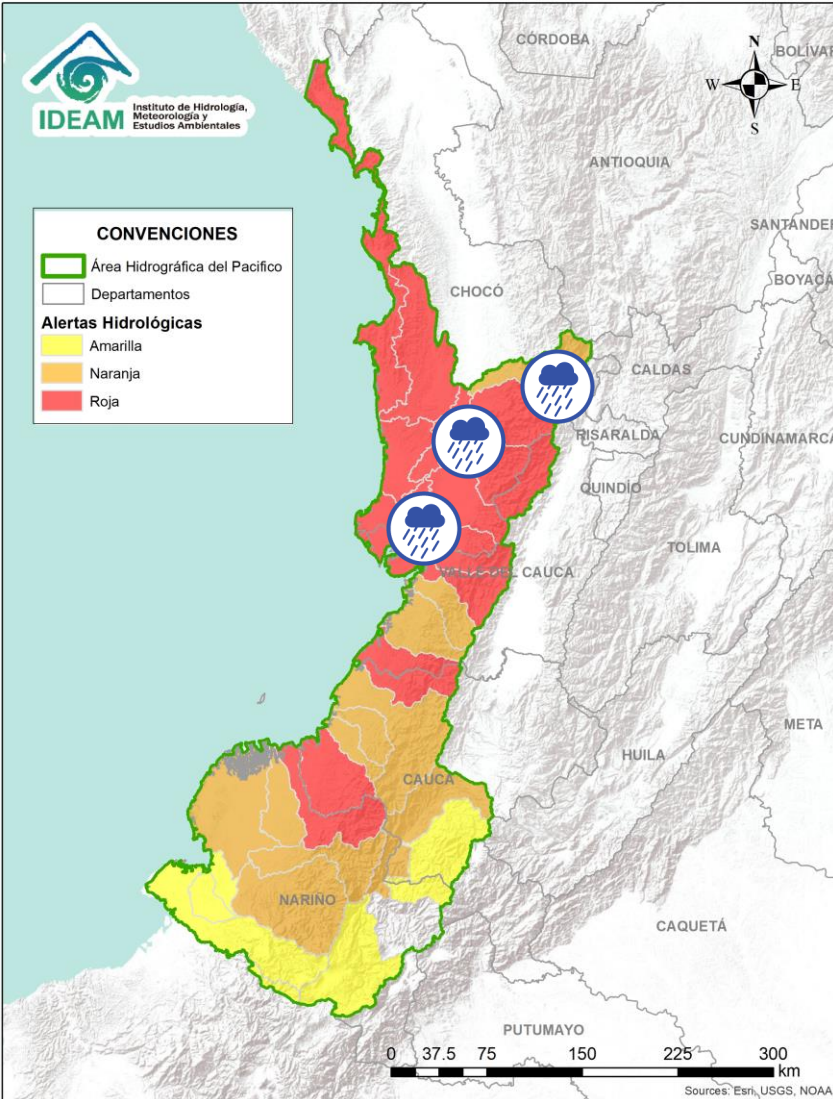 IDEAM
Instituto de Hidrología,
Meteorología y
Estudios Ambientales
CONVENCIONES
Área Hidrográfica del Pacifico
Departamentos
Alertas Hidrológicas
Amarilla
Naranja
Roja
N
W
E
S
CÓRDOBA
BOLÍVAR
ANTIOQUIA
SANTANDER
BOYACÁ
CHOCÓ
CALDAS
RISARALDA
CUNDINAMARCA
QUINDÍO
TOLIMA
VALLE DEL CAUCA
META
HUILA
CAUCA
NARIÑO
CAQUETÁ
PUTUMAYO
0 37.5 75 150 225 300
km
Sources: Esri, USGS, NOAA